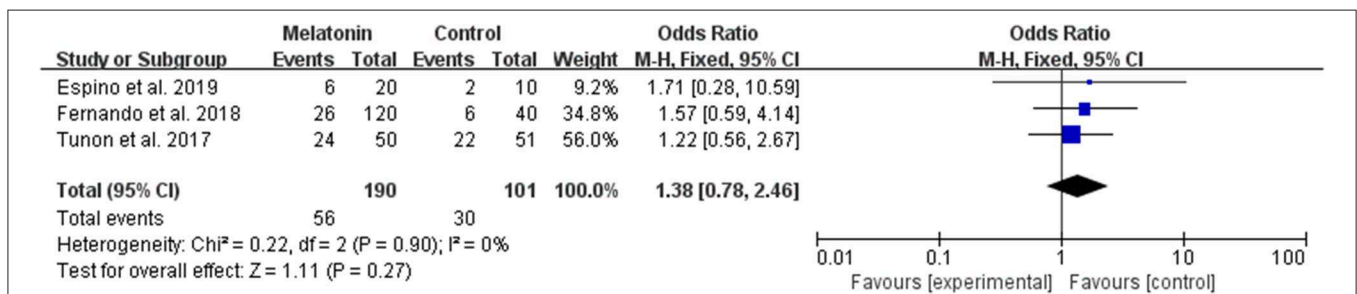 Melatonin Control Odds Ratio Odds Ratio
Study or Subgroup Events Total Events Total Weight M-H, Fixed, 95% CI M-H, Fixed, 95% CI
Espino et al. 2019 6 20 2 10 9.2% 1.71 [0.28, 10.59]
Fernando et al. 2018 26 120 6 40 34.8% 1.57 [0.59, 4.14]
Tunon et al. 2017 24 50 22 51 56.0% 1.22 [0.56, 2.67]
Total (95% CI) 190 101 100.0% 1.38 [0.78, 2.46]
Total events 56 30
Heterogeneity: Chi² = 0.22, df = 2 (P = 0.90); I² = 0%
Test for overall effect: Z = 1.11 (P = 0.27)
0.01 0.1 1 10 100
Favours [experimental] Favours [control]